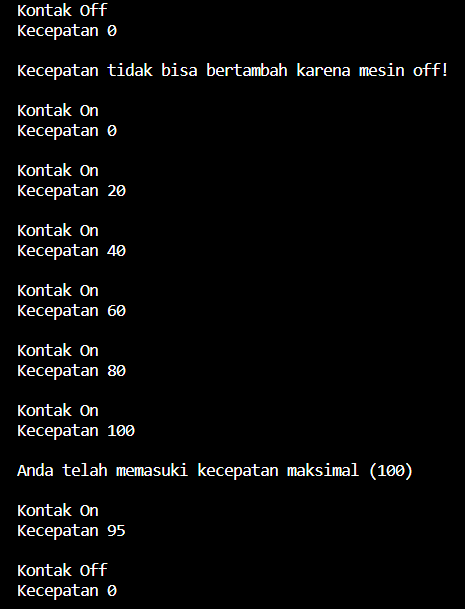 Kontak Off
Kecepatan 0
Kecepatan tidak bisa bertambah karena mesin off!
Kontak On
Kecepatan 0
Kontak On
Kecepatan 20
Kontak On
Kecepatan 40
Kontak On
Kecepatan 60
Kontak On
Kecepatan 80
Kontak On
Kecepatan 100
Anda telah memasuki kecepatan maksimal (100)
Kontak On
Kecepatan 95
Kontak Off
Kecepatan 0